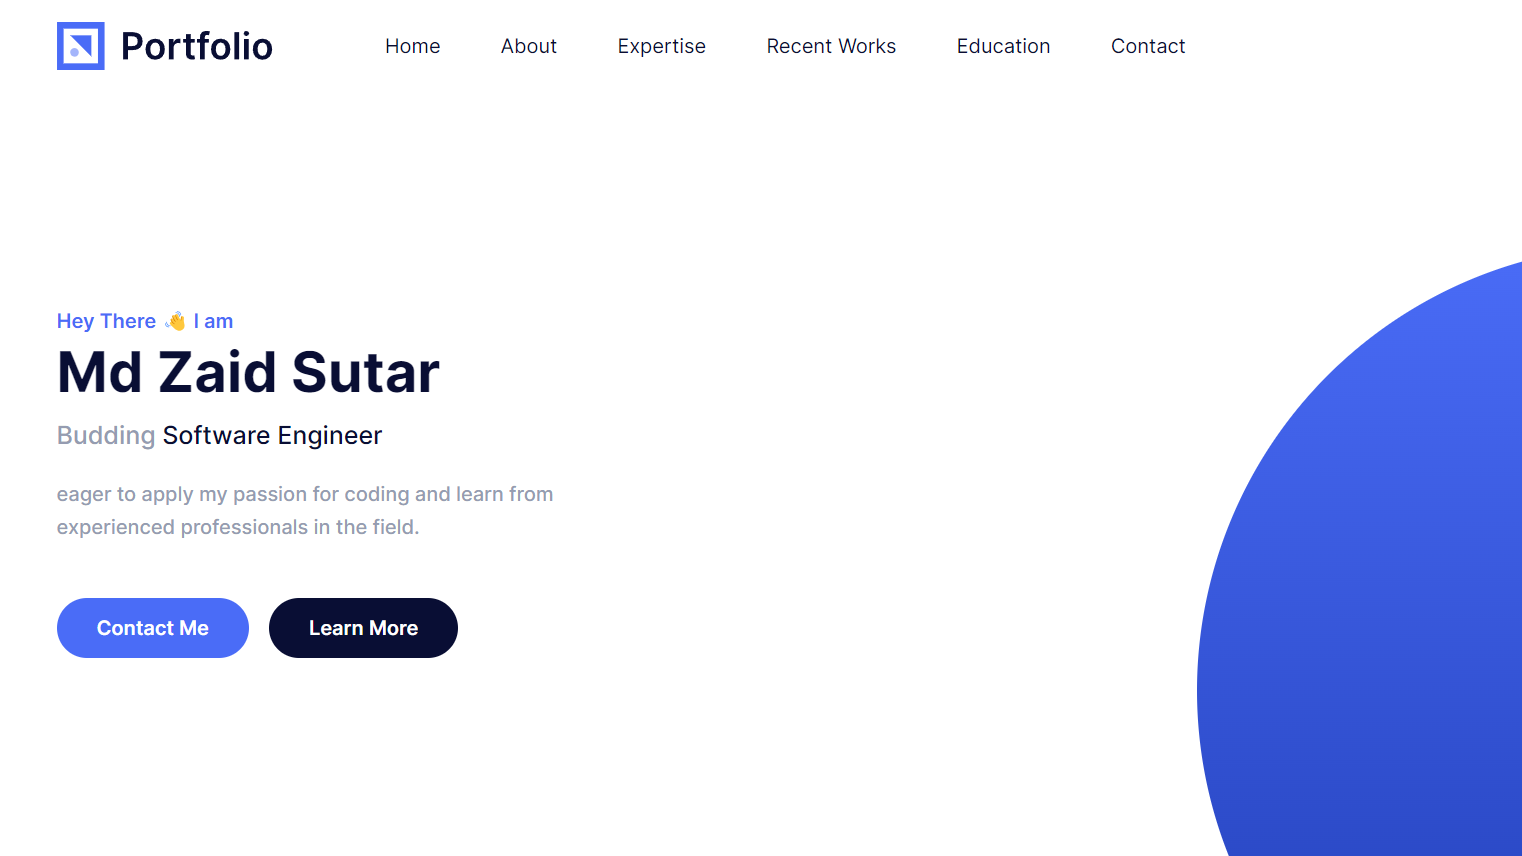 Portfolio Home About Expertise Recent Works Education Contact
Hey There 👋 I am
Md Zaid Sutar
Budding Software Engineer
eager to apply my passion for coding and learn from
experienced professionals in the field.
Contact Me Learn More